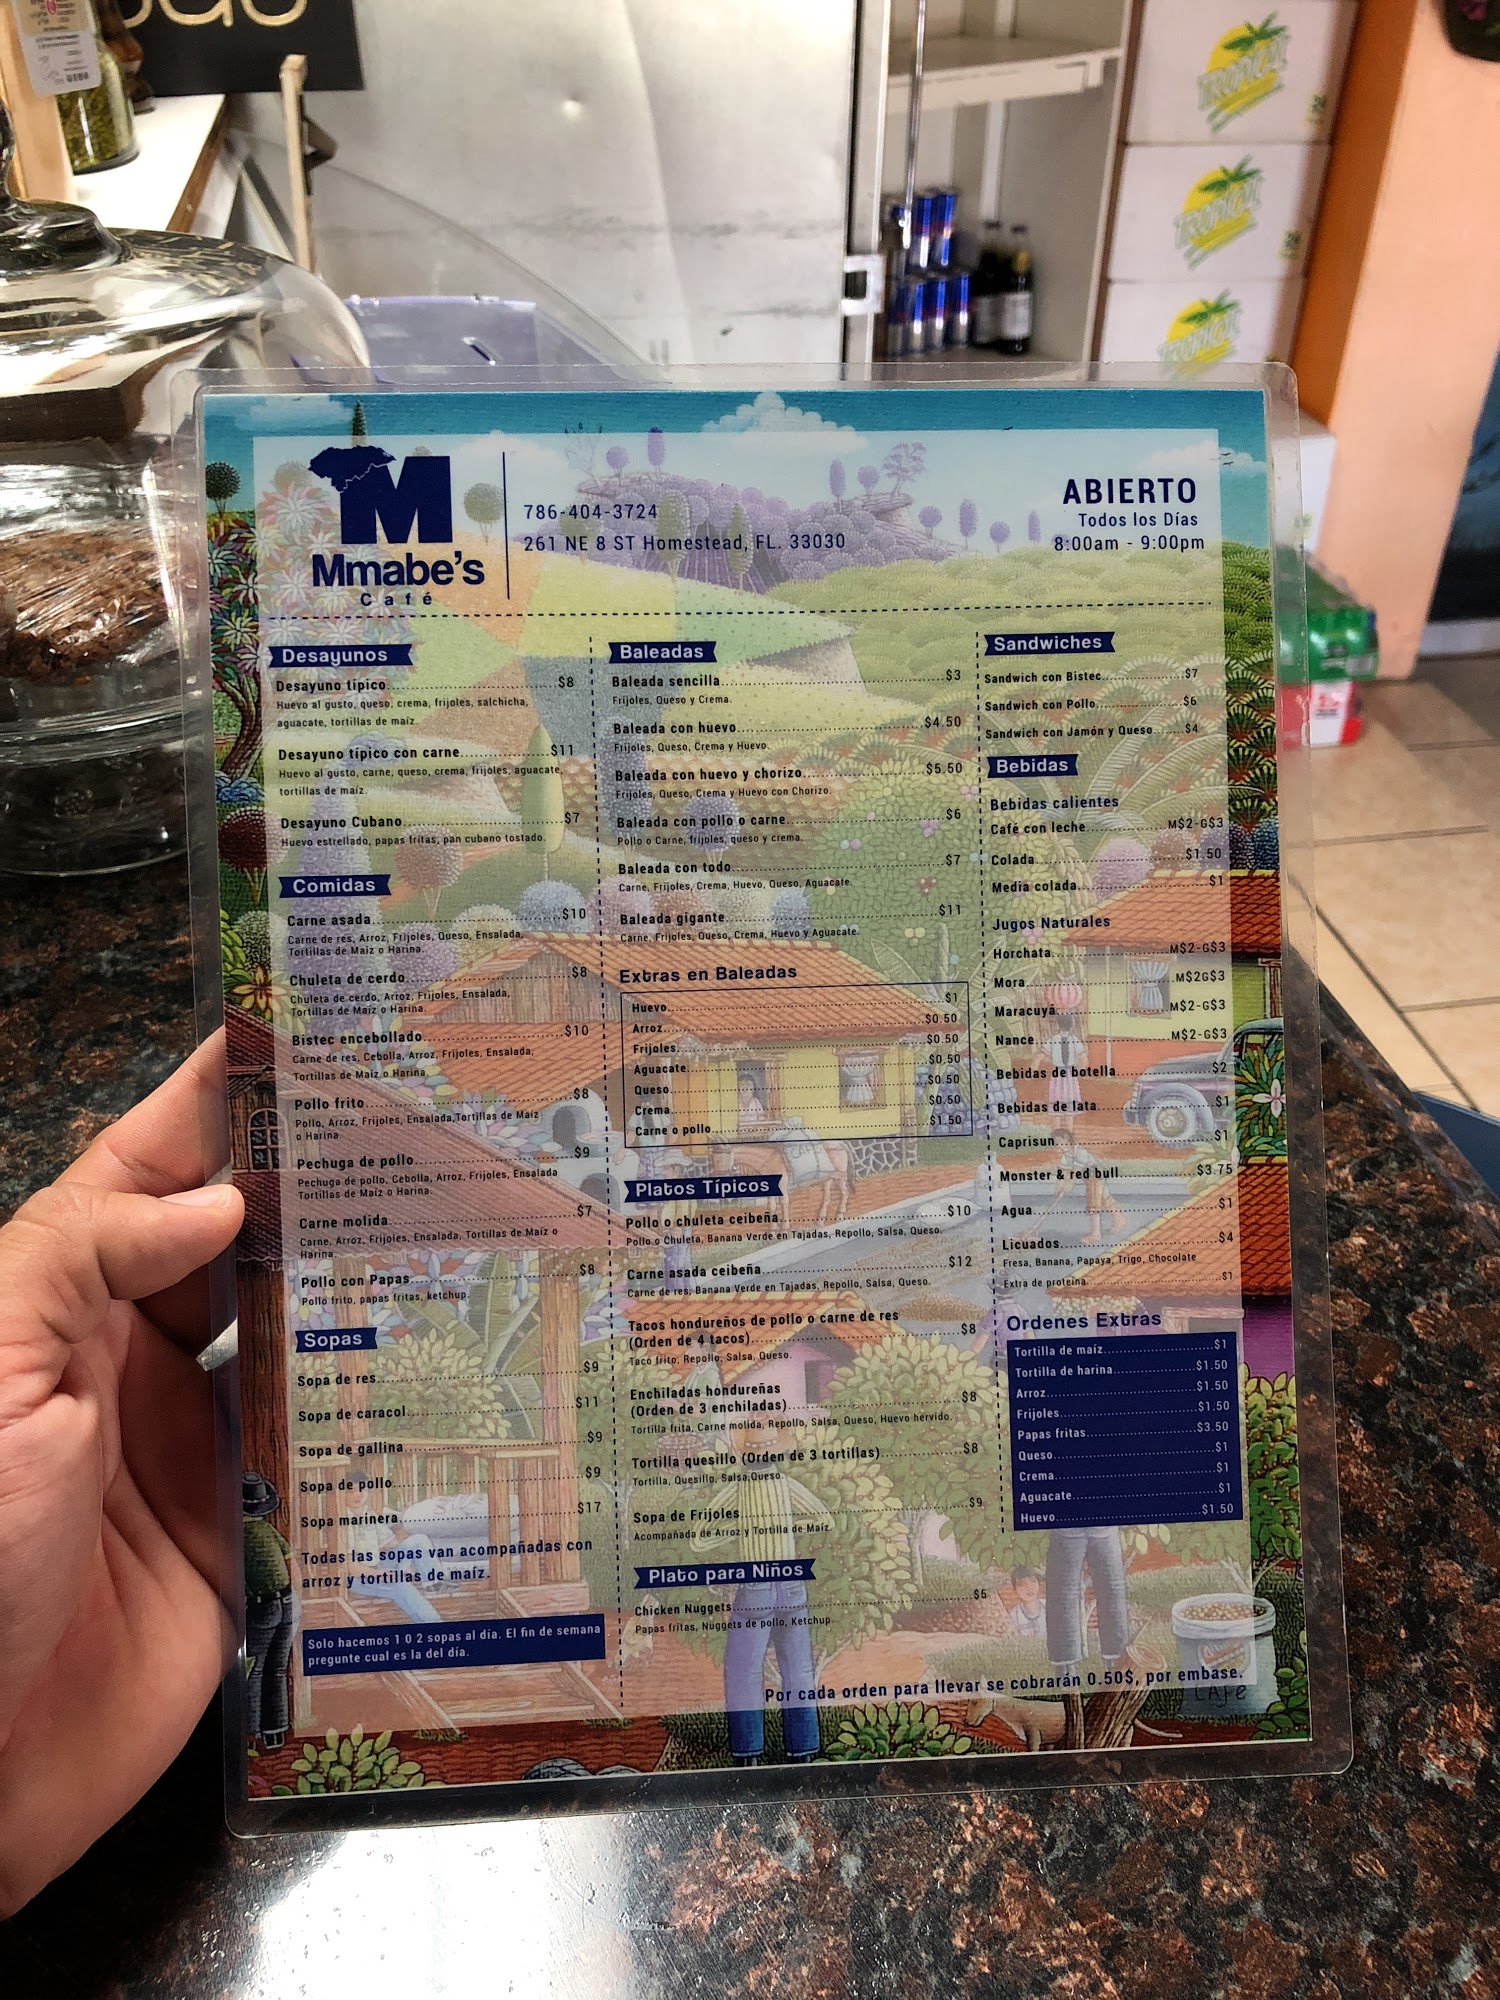 M
Mmabe's
Café
786-404-3724
261 NE 8 ST Homestead, FL. 33030
ABIERTO
Todos los Días
8:00am - 9:00pm
Desayunos
Desayuno típico $8
Huevo al gusto, queso, crema, frijoles, salchicha,
aguacate, tortillas de maíz.
Desayuno típico con carne $11
Huevo al gusto, carne, queso, crema, frijoles, aguacate,
tortillas de maíz.
Desayuno Cubano $7
Huevo estrellado, papas fritas, pan cubano tostado.
Comidas
Carne asada $10
Carne de res, Arroz, Frijoles, Queso, Ensalada,
Tortillas de Maíz o Harina.
Chuleta de cerdo $8
Chuleta de cerdo, Arroz, Frijoles, Ensalada,
Tortillas de Maíz o Harina.
Bistec encebollado $10
Carne de res, Cebolla, Arroz, Frijoles, Ensalada,
Tortillas de Maíz o Harina.
Pollo frito $8
Pollo, Arroz, Frijoles, Ensalada,Tortillas de Maíz
o Harina.
Pechuga de pollo $9
Pechuga de pollo, Cebolla, Arroz, Frijoles, Ensalada
Tortillas de Maíz o Harina.
Carne molida $7
Carne, Arroz, Frijoles, Ensalada, Tortillas de Maíz o
Harina.
Pollo con Papas $8
Pollo frito, papas fritas, ketchup.
Sopas
Sopa de res $9
Sopa de caracol $11
Sopa de gallina $9
Sopa de pollo $9
Sopa marinera $17
Todas las sopas van acompañadas con
arroz y tortillas de maíz.
Solo hacemos 1 0 2 sopas al día. El fin de semana
pregunte cual es la del día.
Baleadas
Baleada sencilla $3
Frijoles, Queso y Crema.
Baleada con huevo $4.50
Frijoles, Queso, Crema y Huevo.
Baleada con huevo y chorizo $5.50
Frijoles, Queso, Crema y Huevo con Chorizo.
Baleada con pollo o carne $6
Pollo o Carne, frijoles, queso y crema.
Baleada con todo $7
Carne, Frijoles, Crema, Huevo, Queso, Aguacate.
Baleada gigante $11
Carne, Frijoles, Queso, Crema, Huevo y Aguacate.
Extras en Baleadas
Huevo $1
Arroz $0.50
Frijoles $0.50
Aguacate $0.50
Queso $0.50
Crema $0.50
Carne o pollo $1.50
Platos Típicos
Pollo o chuleta ceibeña $10
Pollo o Chuleta, Banana Verde en Tajadas, Repollo, Salsa, Queso.
Carne asada ceibeña $12
Carne de res, Banana Verde en Tajadas, Repollo, Salsa, Queso.
Tacos hondureños de pollo o carne de res
(Orden de 4 tacos) $8
Taco frito, Repollo, Salsa, Queso.
Enchiladas hondureñas
(Orden de 3 enchiladas) $8
Tortilla frita, Carne molida, Repollo, Salsa, Queso, Huevo hervido.
Tortilla quesillo (Orden de 3 tortillas) $8
Tortilla, Quesillo, Salsa,Queso.
Sopa de Frijoles $9
Acompañada de Arroz y Tortilla de Maíz.
Plato para Niños
Chicken Nuggets $5
Papas fritas, Nuggets de pollo, Ketchup.
Sandwiches
Sandwich con Bistec $7
Sandwich con Pollo $6
Sandwich con Jamón y Queso $4
Bebidas
Bebidas calientes
Café con leche M$2-G$3
Colada $1.50
Media colada $1
Jugos Naturales
Horchata M$2-G$3
Mora M$2G$3
Maracuyá M$2-G$3
Nance M$2-G$3
Bebidas de botella $2
Bebidas de lata $1
Caprisun $1
Monster & red bull $3.75
Agua $1
Licuados $4
Fresa, Banana, Papaya, Trigo, Chocolate
Extra de proteína $1
Ordenes Extras
Tortilla de maíz $1
Tortilla de harina $1.50
Arroz $1.50
Frijoles $1.50
Papas fritas $3.50
Queso $1
Crema $1
Aguacate $1
Huevo $1.50
Por cada orden para llevar se cobrarán 0.50$, por embase.
CAFE
TROPICAL
TROPICAL
TROPICAL